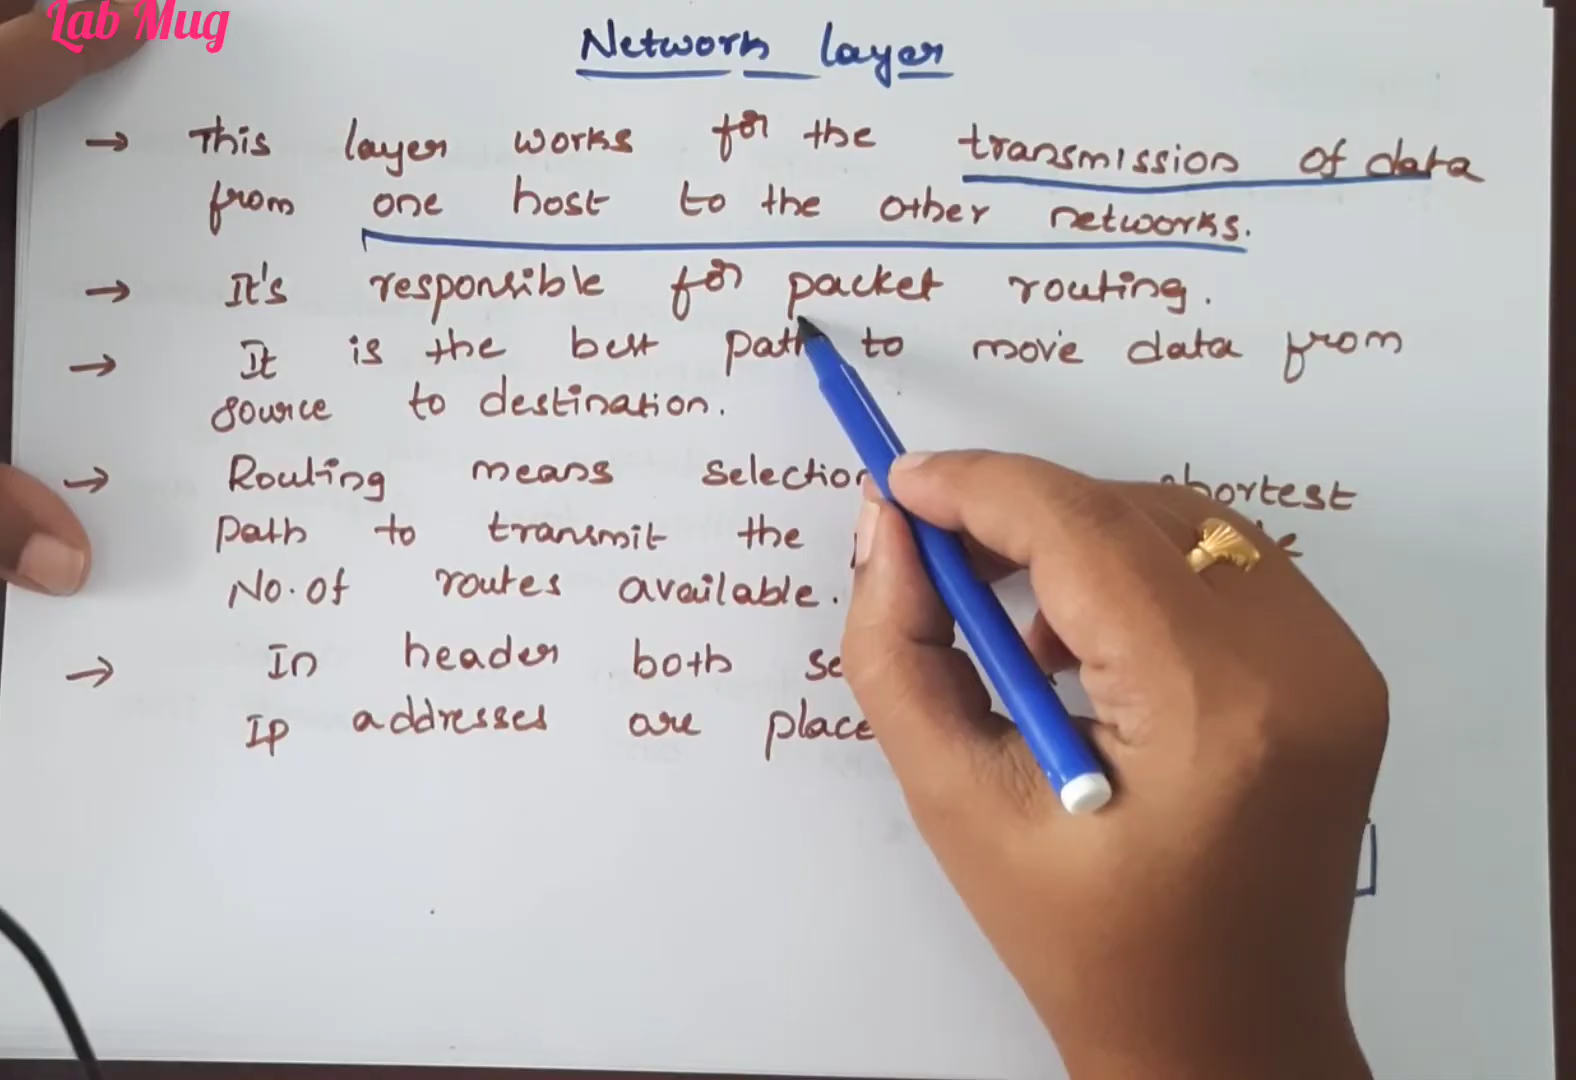 Lab Mug
Network layer
→ This layer works for the transmission of data
from one host to the other networks.
→ It's responsible for packet routing.
→ It is the best path to move data from
source to destination.
→ Routing means selection shortest
path to transmit the
No. of routes available.
→ In header both
Ip addresses are